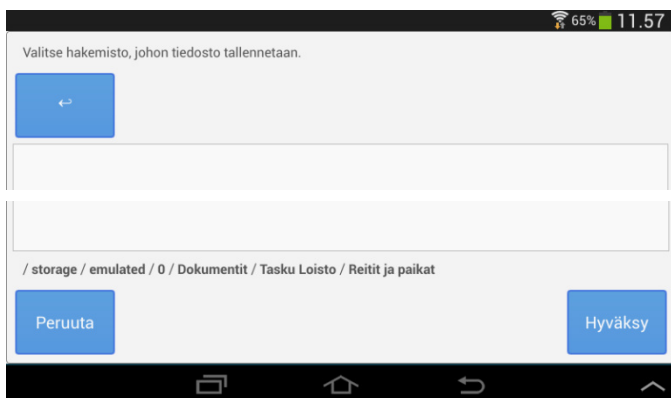 65% 11.57
Valitse hakemisto, johon tiedosto tallennetaan.
/ storage / emulated / 0 / Dokumentit / Tasku Loisto / Reitit ja paikat
Peruuta Hyväksy